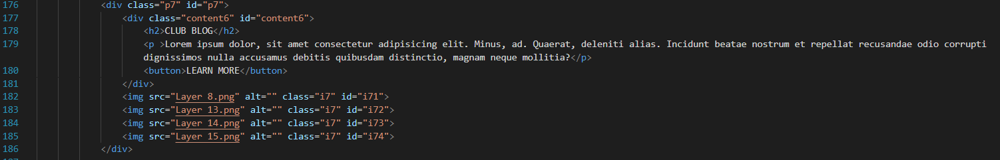 176 <div class="p7" id="p7">
177 <div class="content6" id="content6">
178 <h2>CLUB BLOG</h2>
179 <p >Lorem ipsum dolor, sit amet consectetur adipisicing elit. Minus, ad. Quaerat, deleniti alias. Incidunt beatae nostrum et repellat recusandae odio corrupti
dignissimos nulla accusamus debitis quibusdam distinctio, magnam neque mollitia?</p>
180 <button>LEARN MORE</button>
181 </div>
182 <img src="Layer 8.png" alt="" class="i7" id="i71">
183 <img src="Layer 13.png" alt="" class="i7" id="i72">
184 <img src="Layer 14.png" alt="" class="i7" id="i73">
185 <img src="Layer 15.png" alt="" class="i7" id="i74">
186 </div>